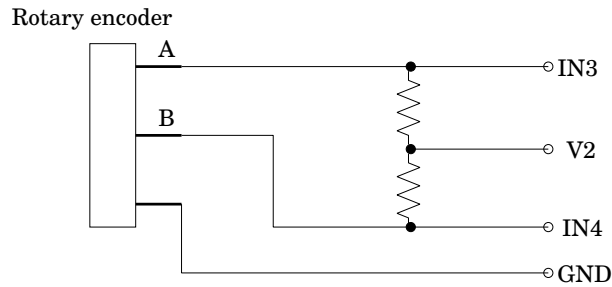 Rotary encoder
A
IN3
B
V2
IN4
GND